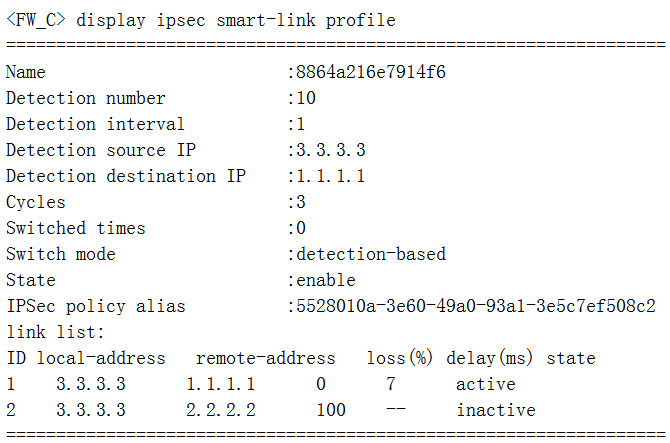 <FW_C> display ipsec smart-link profile
===================================================================
Name                              :8864a216e7914f6
Detection number                  :10
Detection interval                :1
Detection source IP               :3.3.3.3
Detection destination IP          :1.1.1.1
Cycles                            :3
Switched times                    :0
Switch mode                       :detection-based
State                             :enable
IPSec policy alias                :5528010a-3e60-49a0-93a1-3e5c7ef508c2
link list:
ID local-address   remote-address   loss(%) delay(ms) state
1    3.3.3.3      1.1.1.1      0      7      active
2    3.3.3.3      2.2.2.2      100    --     inactive
===================================================================